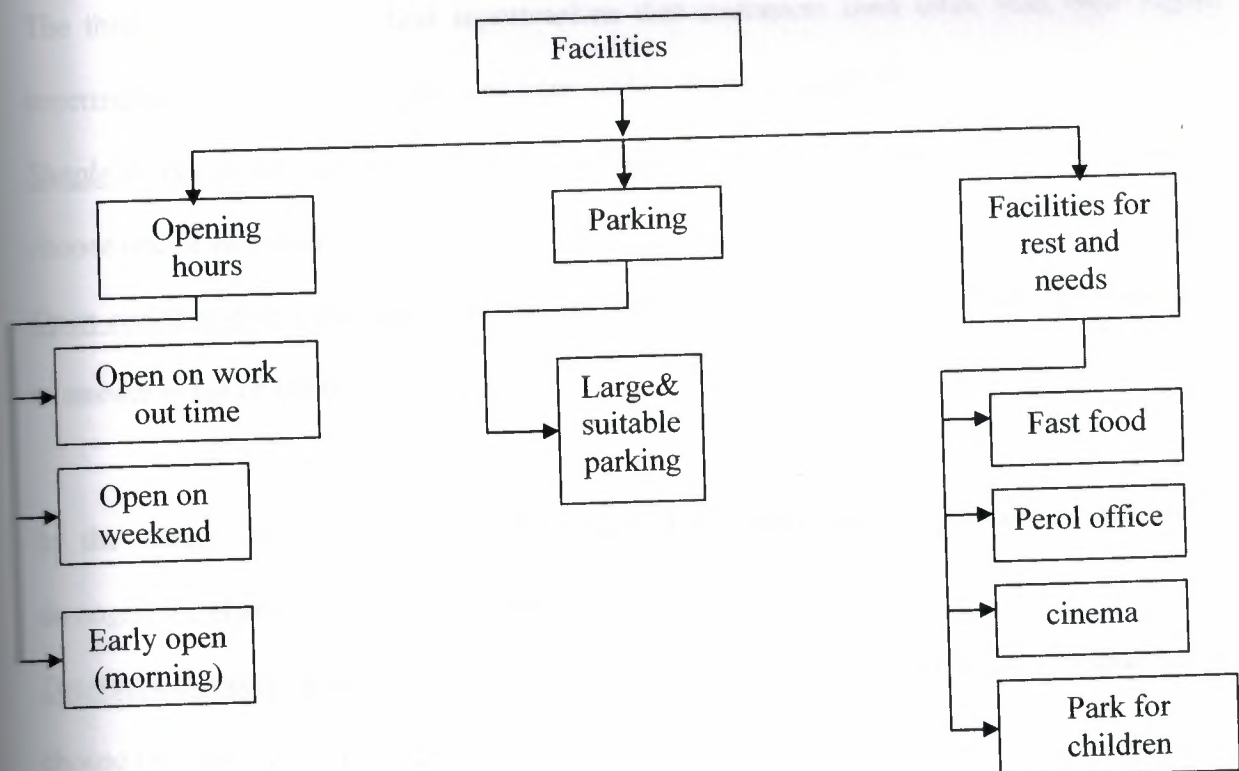 Facilities
Opening
hours
Open on work
out time
Open on
weekend
Early open
(morning)
Parking
Large&
suitable
parking
Facilities for
rest and
needs
Fast food
Perol office
cinema
Park for
children